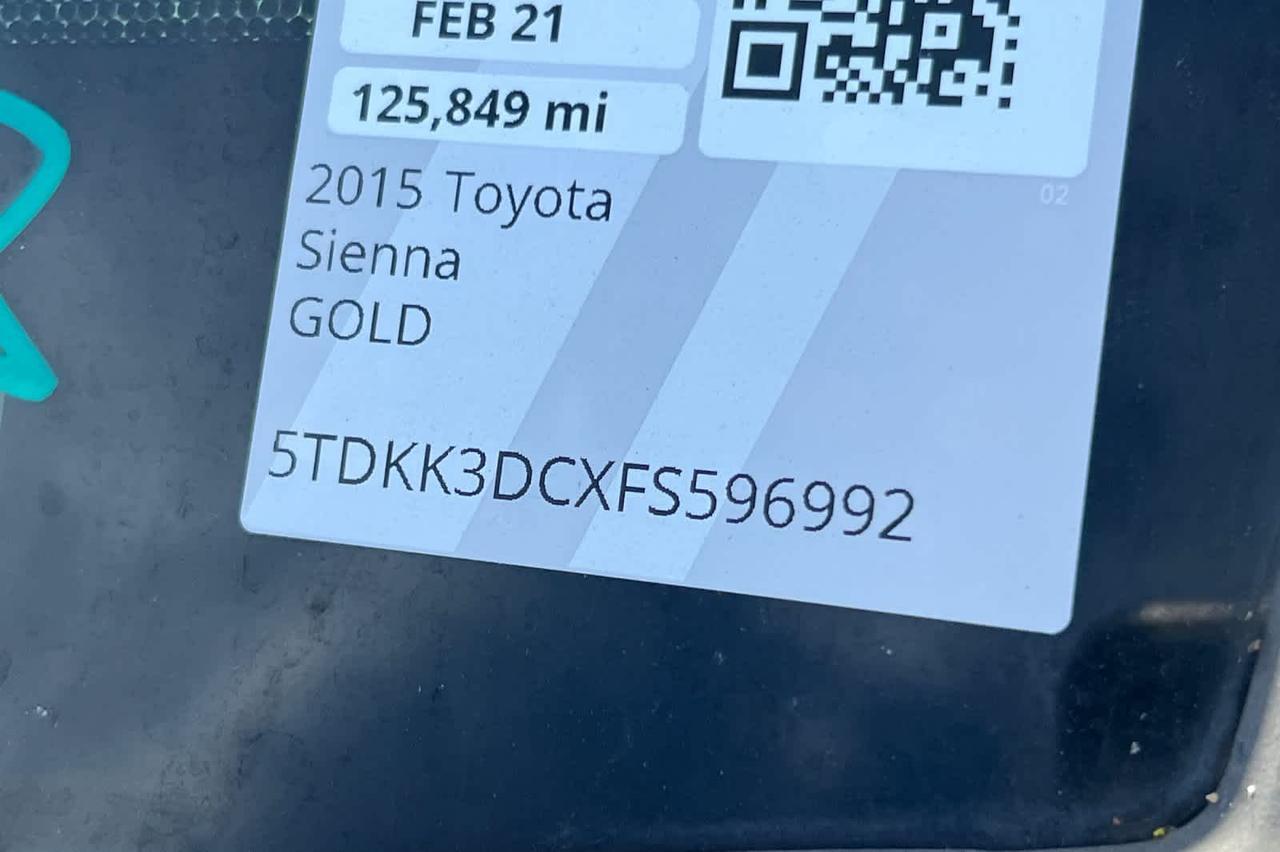 FEB 21
125,849 mi
02
2015 Toyota
Sienna
GOLD
5TDKK3DCXFS596992